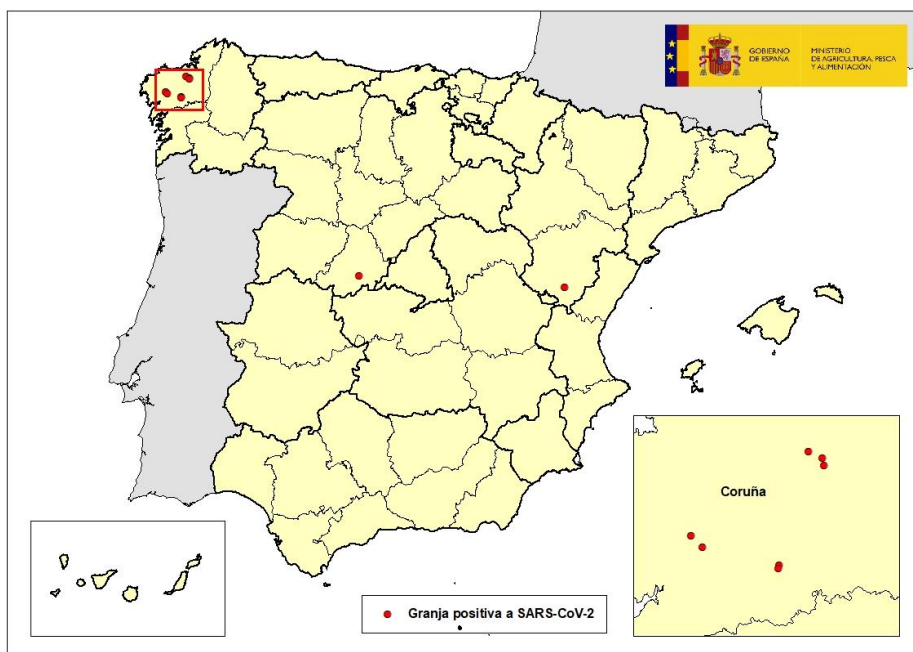 GOBIERNO
DE ESPAÑA
MINISTERIO
DE AGRICULTURA, PESCA
Y ALIMENTACIÓN
Coruña
Granja positiva a SARS-CoV-2